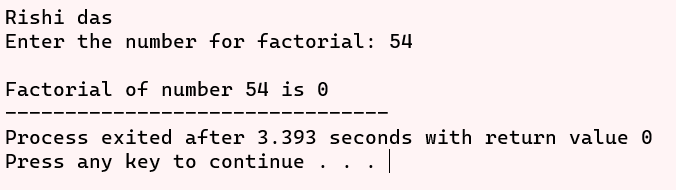 Rishi das
Enter the number for factorial: 54
Factorial of number 54 is 0
--------------------------------
Process exited after 3.393 seconds with return value 0
Press any key to continue . . .